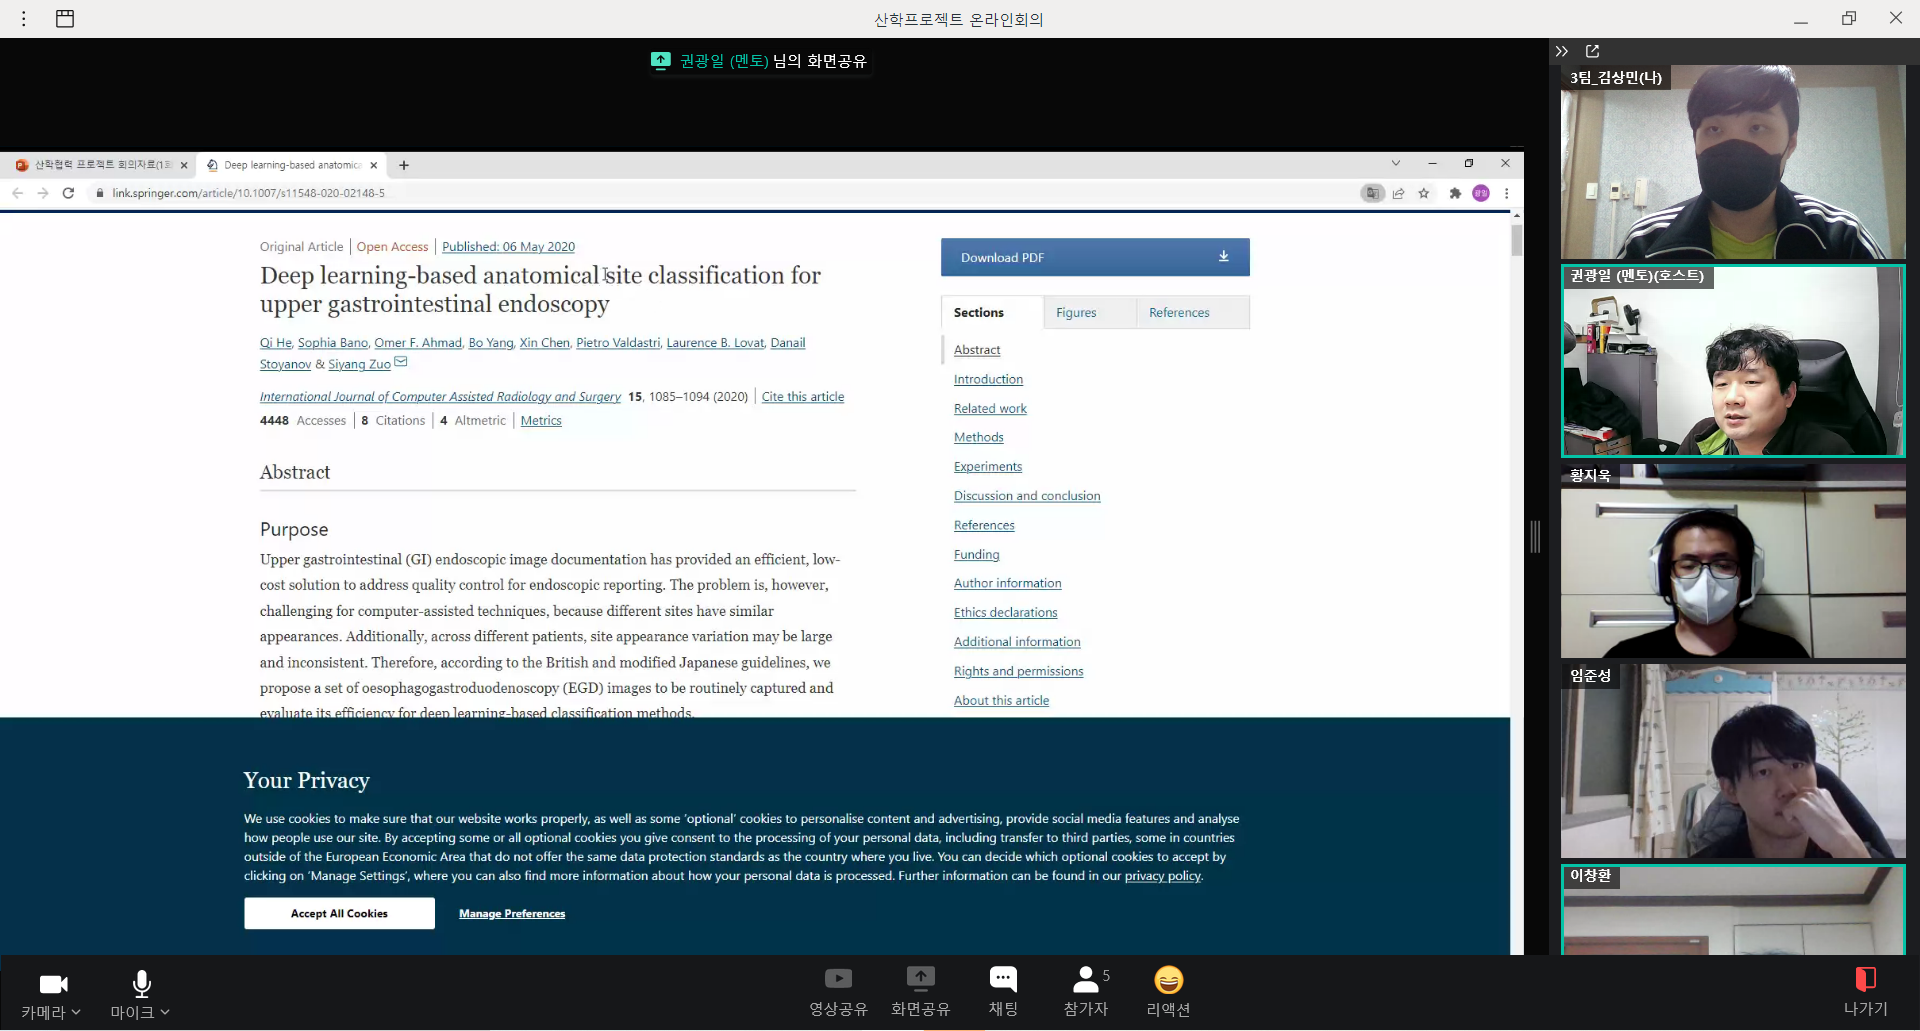 산학프로젝트 온라인회의
권광일 (멘토) 님의 화면공유
산학협력 프로젝트 회의자료(1회
Deep learning-based anatomica
link.springer.com/article/10.1007/s11548-020-02148-5
광일
Original Article | Open Access | Published: 06 May 2020
Deep learning-based anatomical site classification for
upper gastrointestinal endoscopy
Qi He, Sophia Bano, Omer F. Ahmad, Bo Yang, Xin Chen, Pietro Valdastri, Laurence B. Lovat, Danail
Stoyanov & Siyang Zuo
International Journal of Computer Assisted Radiology and Surgery 15, 1085–1094 (2020) | Cite this article
4448 Accesses | 8 Citations | 4 Altmetric | Metrics
Abstract
Purpose
Upper gastrointestinal (GI) endoscopic image documentation has provided an efficient, low-
cost solution to address quality control for endoscopic reporting. The problem is, however,
challenging for computer-assisted techniques, because different sites have similar
appearances. Additionally, across different patients, site appearance variation may be large
and inconsistent. Therefore, according to the British and modified Japanese guidelines, we
propose a set of oesophagogastroduodenoscopy (EGD) images to be routinely captured and
evaluate its efficiency for deep learning-based classification methods.
Download PDF
Sections Figures References
Abstract
Introduction
Related work
Methods
Experiments
Discussion and conclusion
References
Funding
Author information
Ethics declarations
Additional information
Rights and permissions
About this article
Your Privacy
We use cookies to make sure that our website works properly, as well as some 'optional' cookies to personalise content and advertising, provide social media features and analyse
how people use our site. By accepting some or all optional cookies you give consent to the processing of your personal data, including transfer to third parties, some in countries
outside of the European Economic Area that do not offer the same data protection standards as the country where you live. You can decide which optional cookies to accept by
clicking on 'Manage Settings', where you can also find more information about how your personal data is processed. Further information can be found in our privacy policy.
Accept All Cookies Manage Preferences
3팀_김상민(나)
권광일 (멘토)(호스트)
황지욱
임준성
이창환
카메라 마이크 영상공유 화면공유 채팅 참가자 5 리액션 나가기